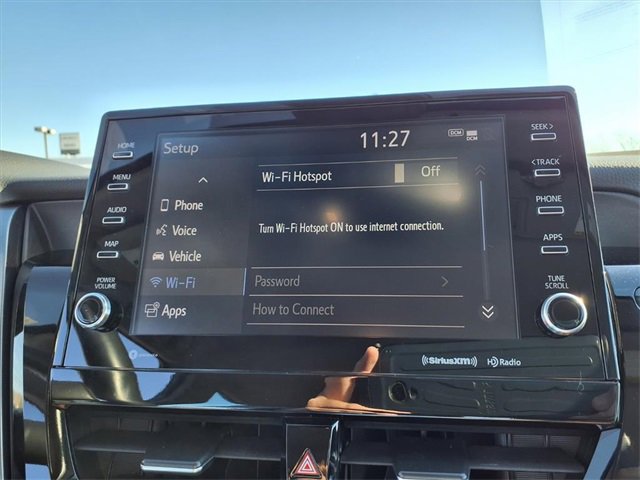 HOME
MENU
AUDIO
MAP
POWER
VOLUME
Setup
11:27
DCM
DCM
Phone
Voice
Vehicle
Wi-Fi
Apps
Wi-Fi Hotspot
Off
Turn Wi-Fi Hotspot ON to use internet connection.
Password
How to Connect
SEEK >
< TRACK
PHONE
APPS
TUNE
SCROLL
((SiriusXM))
HD Radio